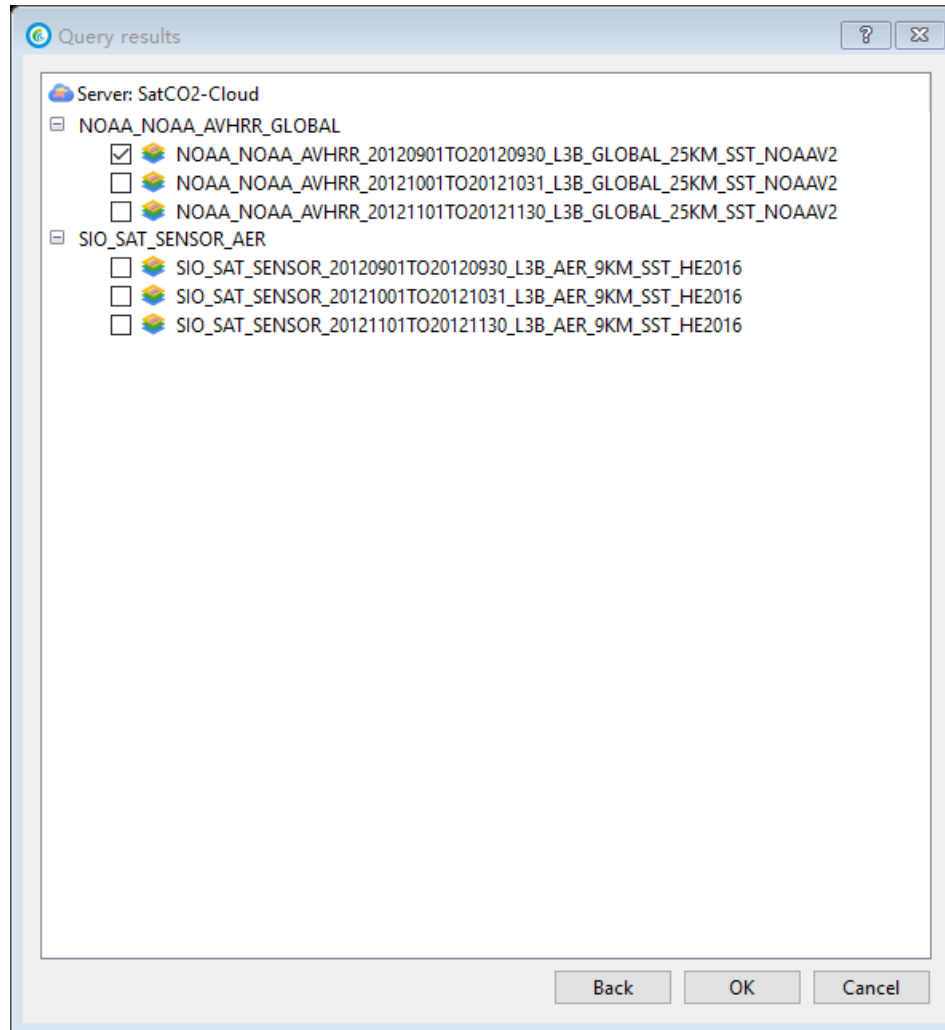 Query results
Server: SatCO2-Cloud
NOAA_NOAA_AVHRR_GLOBAL
NOAA_NOAA_AVHRR_20120901TO20120930_L3B_GLOBAL_25KM_SST_NOAAV2
NOAA_NOAA_AVHRR_20121001TO20121031_L3B_GLOBAL_25KM_SST_NOAAV2
NOAA_NOAA_AVHRR_20121101TO20121130_L3B_GLOBAL_25KM_SST_NOAAV2
SIO_SAT_SENSOR_AER
SIO_SAT_SENSOR_20120901TO20120930_L3B_AER_9KM_SST_HE2016
SIO_SAT_SENSOR_20121001TO20121031_L3B_AER_9KM_SST_HE2016
SIO_SAT_SENSOR_20121101TO20121130_L3B_AER_9KM_SST_HE2016
Back OK Cancel